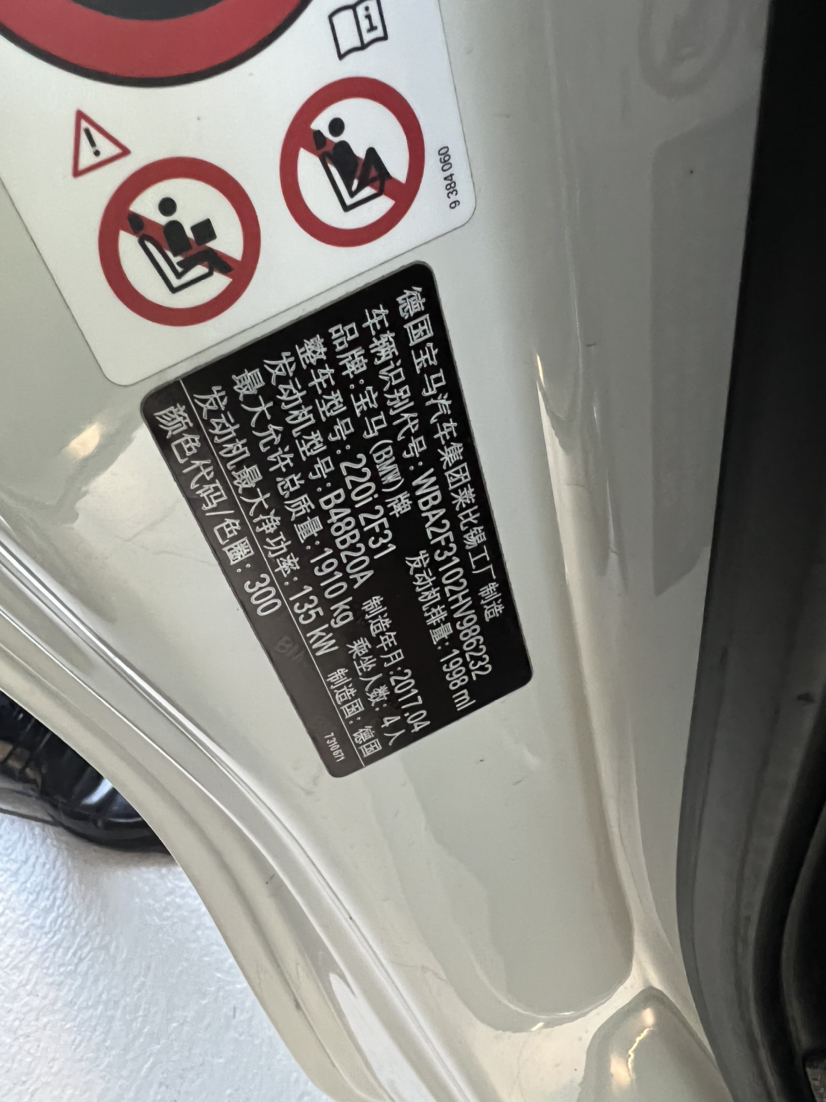 9 384 060
德国宝马汽车集团莱比锡工厂制造
车辆识别代号: WBA2F3102HV986232
品牌: 宝马(BMW)牌 发动机排量: 1998 ml
整车型号: 220i 2F31
发动机型号: B48B20A 制造年月: 2017.04
最大允许总质量: 1910 kg 乘坐人数: 4人
发动机最大净功率: 135 kW 制造国: 德国
颜色代码/色圈: 300
7 310 671